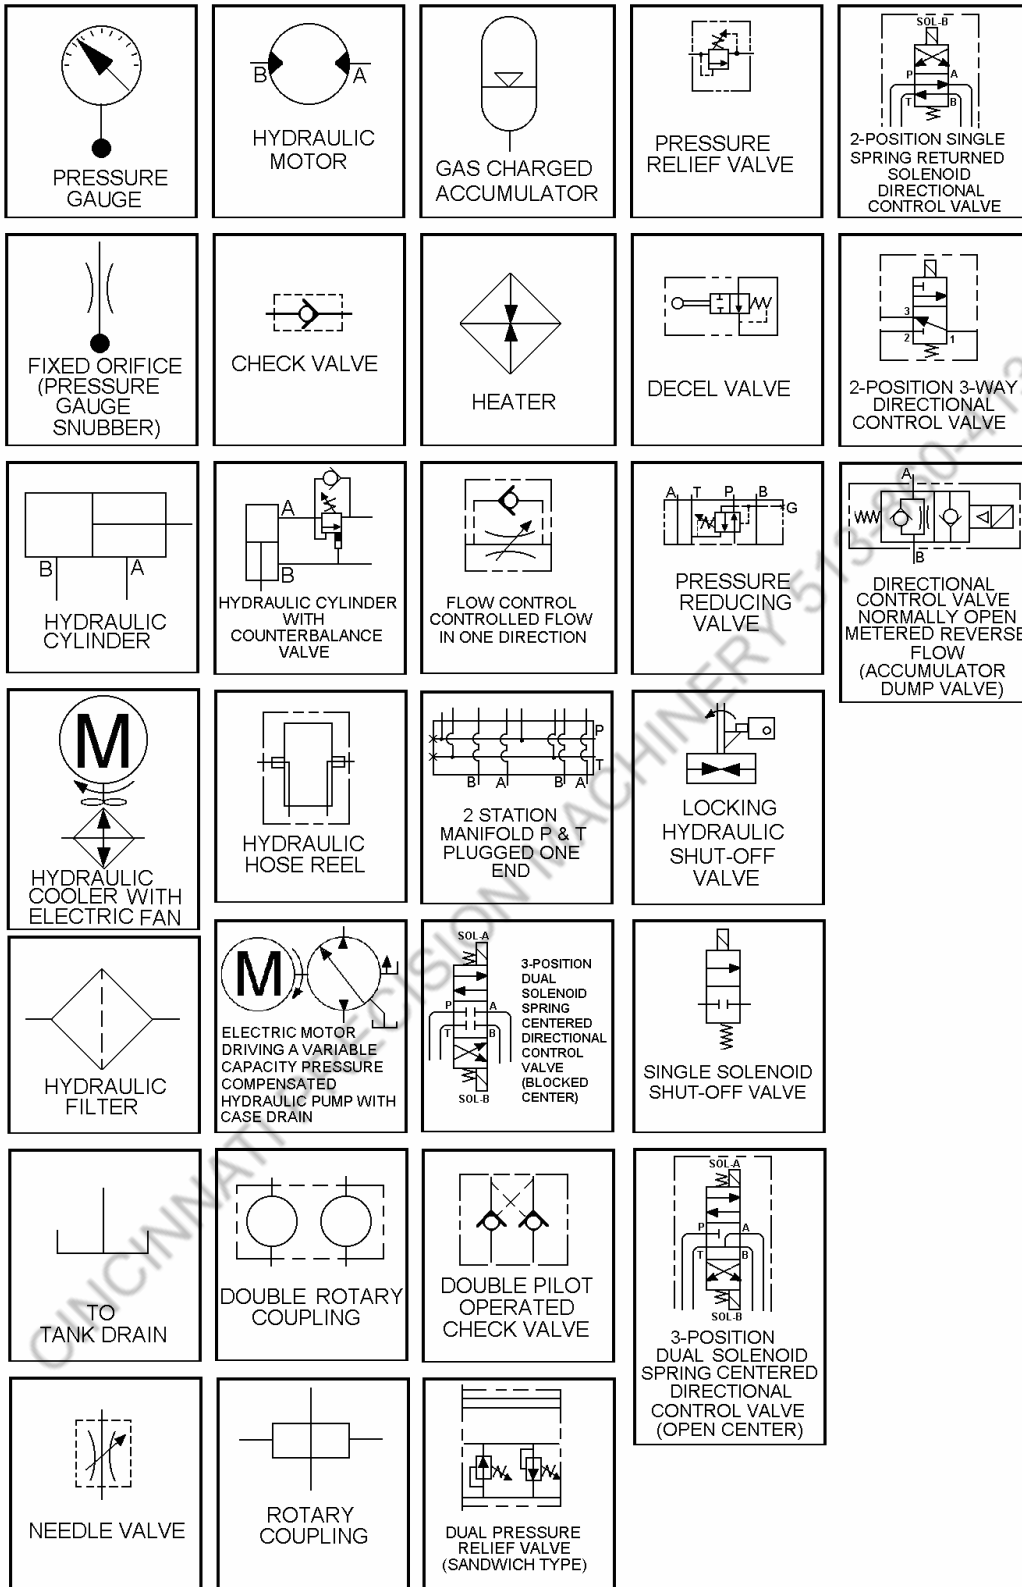 PRESSURE
GAUGE
B A
HYDRAULIC
MOTOR
GAS CHARGED
ACCUMULATOR
PRESSURE
RELIEF VALVE
SOL-B
P A
T B
2-POSITION SINGLE
SPRING RETURNED
SOLENOID
DIRECTIONAL
CONTROL VALVE
FIXED ORIFICE
(PRESSURE
GAUGE
SNUBBER)
CHECK VALVE
HEATER
DECEL VALVE
3
2 1
2-POSITION 3-WAY
DIRECTIONAL
CONTROL VALVE
B A
HYDRAULIC
CYLINDER
A
B
HYDRAULIC CYLINDER
WITH
COUNTERBALANCE
VALVE
FLOW CONTROL
CONTROLLED FLOW
IN ONE DIRECTION
A T P B
G
PRESSURE
REDUCING
VALVE
A
B
DIRECTIONAL
CONTROL VALVE
NORMALLY OPEN
METERED REVERSE
FLOW
(ACCUMULATOR
DUMP VALVE)
M
HYDRAULIC
COOLER WITH
ELECTRIC FAN
HYDRAULIC
HOSE REEL
P
T
B A B A
2 STATION
MANIFOLD P & T
PLUGGED ONE
END
LOCKING
HYDRAULIC
SHUT-OFF
VALVE
HYDRAULIC
FILTER
M
ELECTRIC MOTOR
DRIVING A VARIABLE
CAPACITY PRESSURE
COMPENSATED
HYDRAULIC PUMP WITH
CASE DRAIN
SOL-A
P A
T B
SOL-B
3-POSITION
DUAL
SOLENOID
SPRING
CENTERED
DIRECTIONAL
CONTROL
VALVE
(BLOCKED
CENTER)
SINGLE SOLENOID
SHUT-OFF VALVE
TO
TANK DRAIN
DOUBLE ROTARY
COUPLING
DOUBLE PILOT
OPERATED
CHECK VALVE
SOL-A
P A
T B
SOL-B
3-POSITION
DUAL SOLENOID
SPRING CENTERED
DIRECTIONAL
CONTROL VALVE
(OPEN CENTER)
NEEDLE VALVE
ROTARY
COUPLING
DUAL PRESSURE
RELIEF VALVE
(SANDWICH TYPE)
CINCINNATI PRECISION MACHINERY